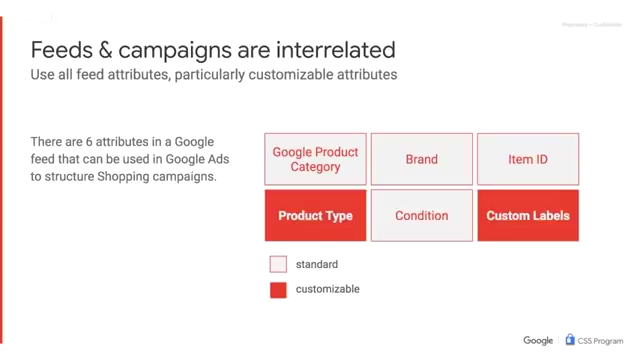 Proprietary + Confidential
Feeds & campaigns are interrelated
Use all feed attributes, particularly customizable attributes
There are 6 attributes in a Google
feed that can be used in Google Ads
to structure Shopping campaigns.
Google Product
Category
Brand
Item ID
Product Type
Condition
Custom Labels
standard
customizable
Google
CSS Program